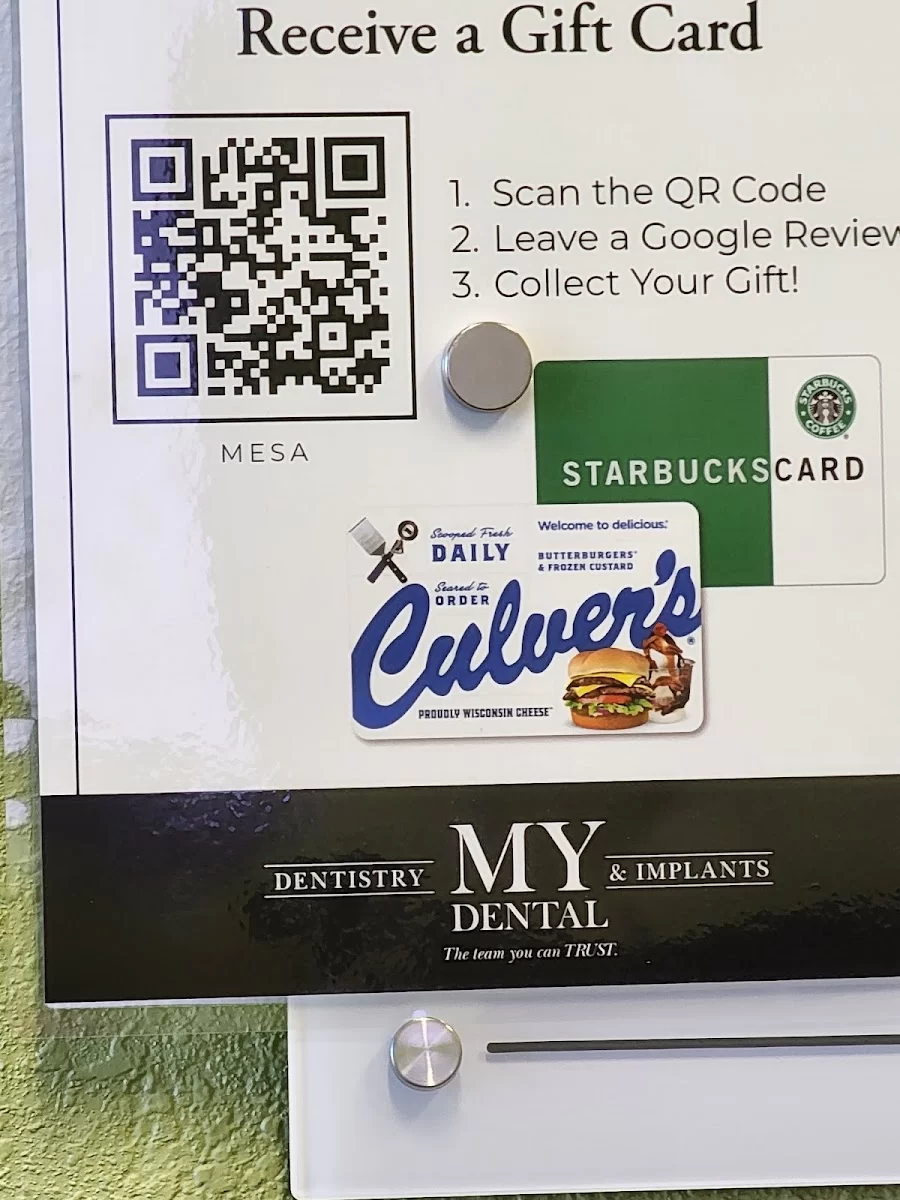 Receive a Gift Card
1. Scan the QR Code
2. Leave a Google Review
3. Collect Your Gift!
MESA
STARBUCKS COFFEE
STARBUCKSCARD
Scooped Fresh
DAILY
Seared to
ORDER
Welcome to delicious.
BUTTERBURGERS®
& FROZEN CUSTARD
Culver's®
PROUDLY WISCONSIN CHEESE™
DENTISTRY MY & IMPLANTS
DENTAL
The team you can TRUST.